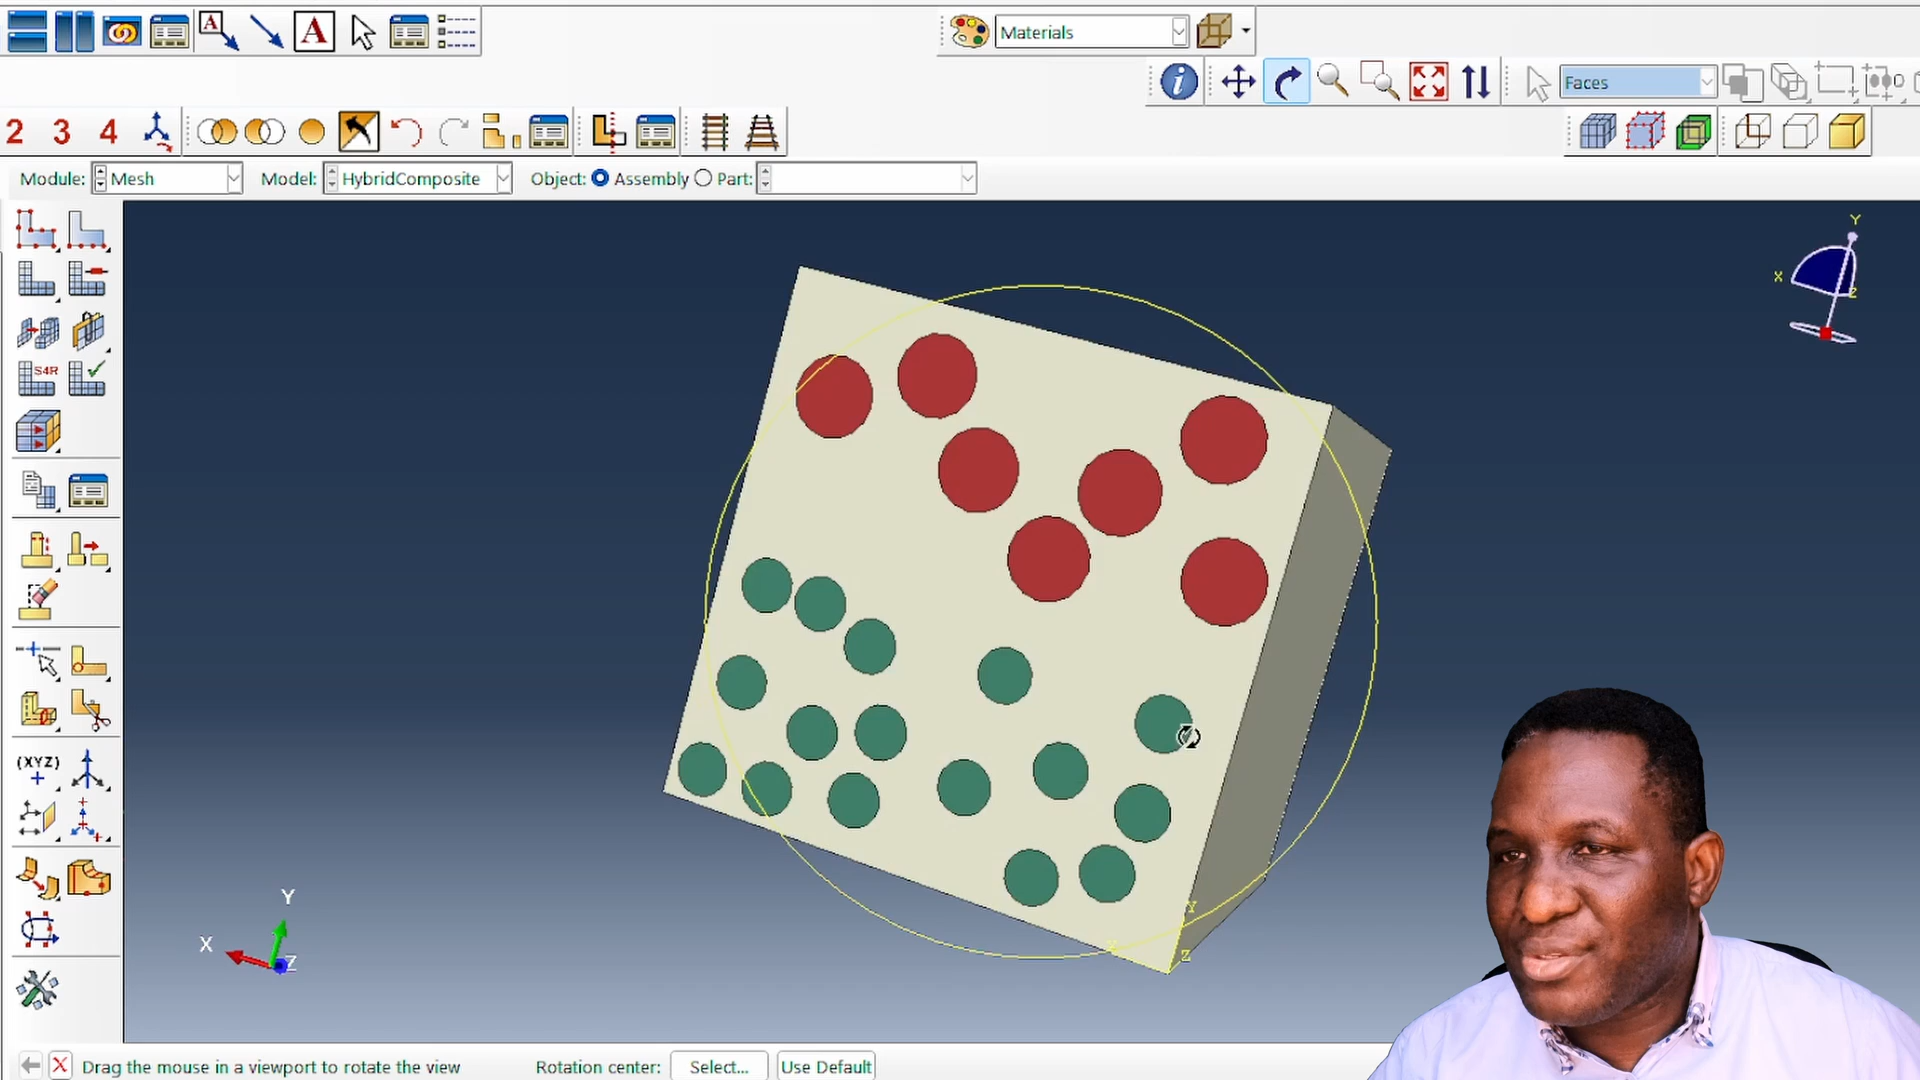 A A
Materials
i Faces
2 3 4
Module: Mesh Model: HybridComposite Object: Assembly Part:
S4R
(XYZ)
Y
X
Z
Y
X
Z
Y
X
Z
Drag the mouse in a viewport to rotate the view Rotation center: Select... Use Default